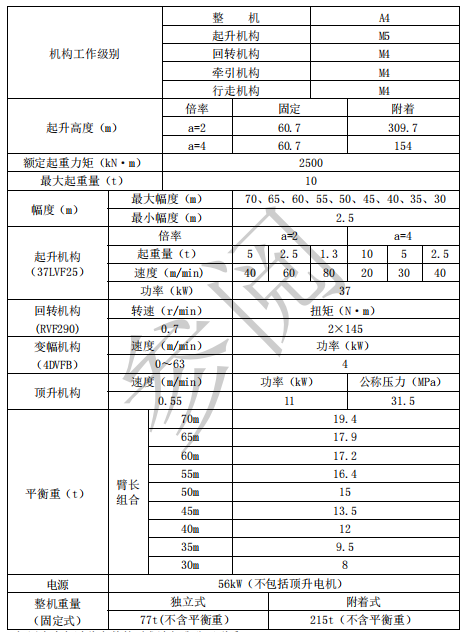 机构工作级别 整 机 A4
起升机构 M5
回转机构 M4
牵引机构 M4
行走机构 M4
起升高度（m） 倍率 固定 附着
a=2 60.7 309.7
a=4 60.7 154
额定起重力矩（kN·m） 2500
最大起重量（t） 10
幅度（m） 最大幅度（m） 70、65、60、55、50、45、40、35、30
最小幅度（m） 2.5
起升机构（37LVF25） 倍率 a=2 a=4
起重量（t） 5 2.5 1.3 10 5 2.5
速度（m/min） 40 60 80 20 30 40
功率（kW） 37
回转机构（RVF290） 转速（r/min） 扭矩（N·m）
0.7 2×145
变幅机构（4DVFB） 速度（m/min） 功率（kW）
0～63 4
顶升机构 速度（m/min） 功率（kW） 公称压力（MPa）
0.55 11 31.5
平衡重（t） 臂长组合 70m 19.4
65m 17.9
60m 17.2
55m 16.4
50m 15
45m 13.5
40m 12
35m 9.5
30m 8
电源 56kW（不包括顶升电机）
整机重量（固定式） 独立式 附着式
77t(不含平衡重） 215t（不含平衡重）
参阅